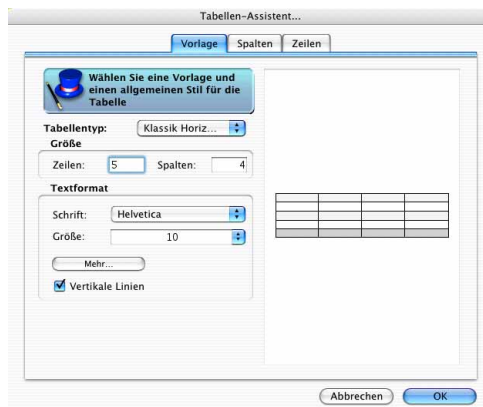 Tabellen-Assistent...
Vorlage Spalten Zeilen
Wählen Sie eine Vorlage und
einen allgemeinen Stil für die
Tabelle
Tabellentyp: Klassik Horiz...
Größe
Zeilen: 5 Spalten: 4
Textformat
Schrift: Helvetica
Größe: 10
Mehr...
Vertikale Linien
Abbrechen OK